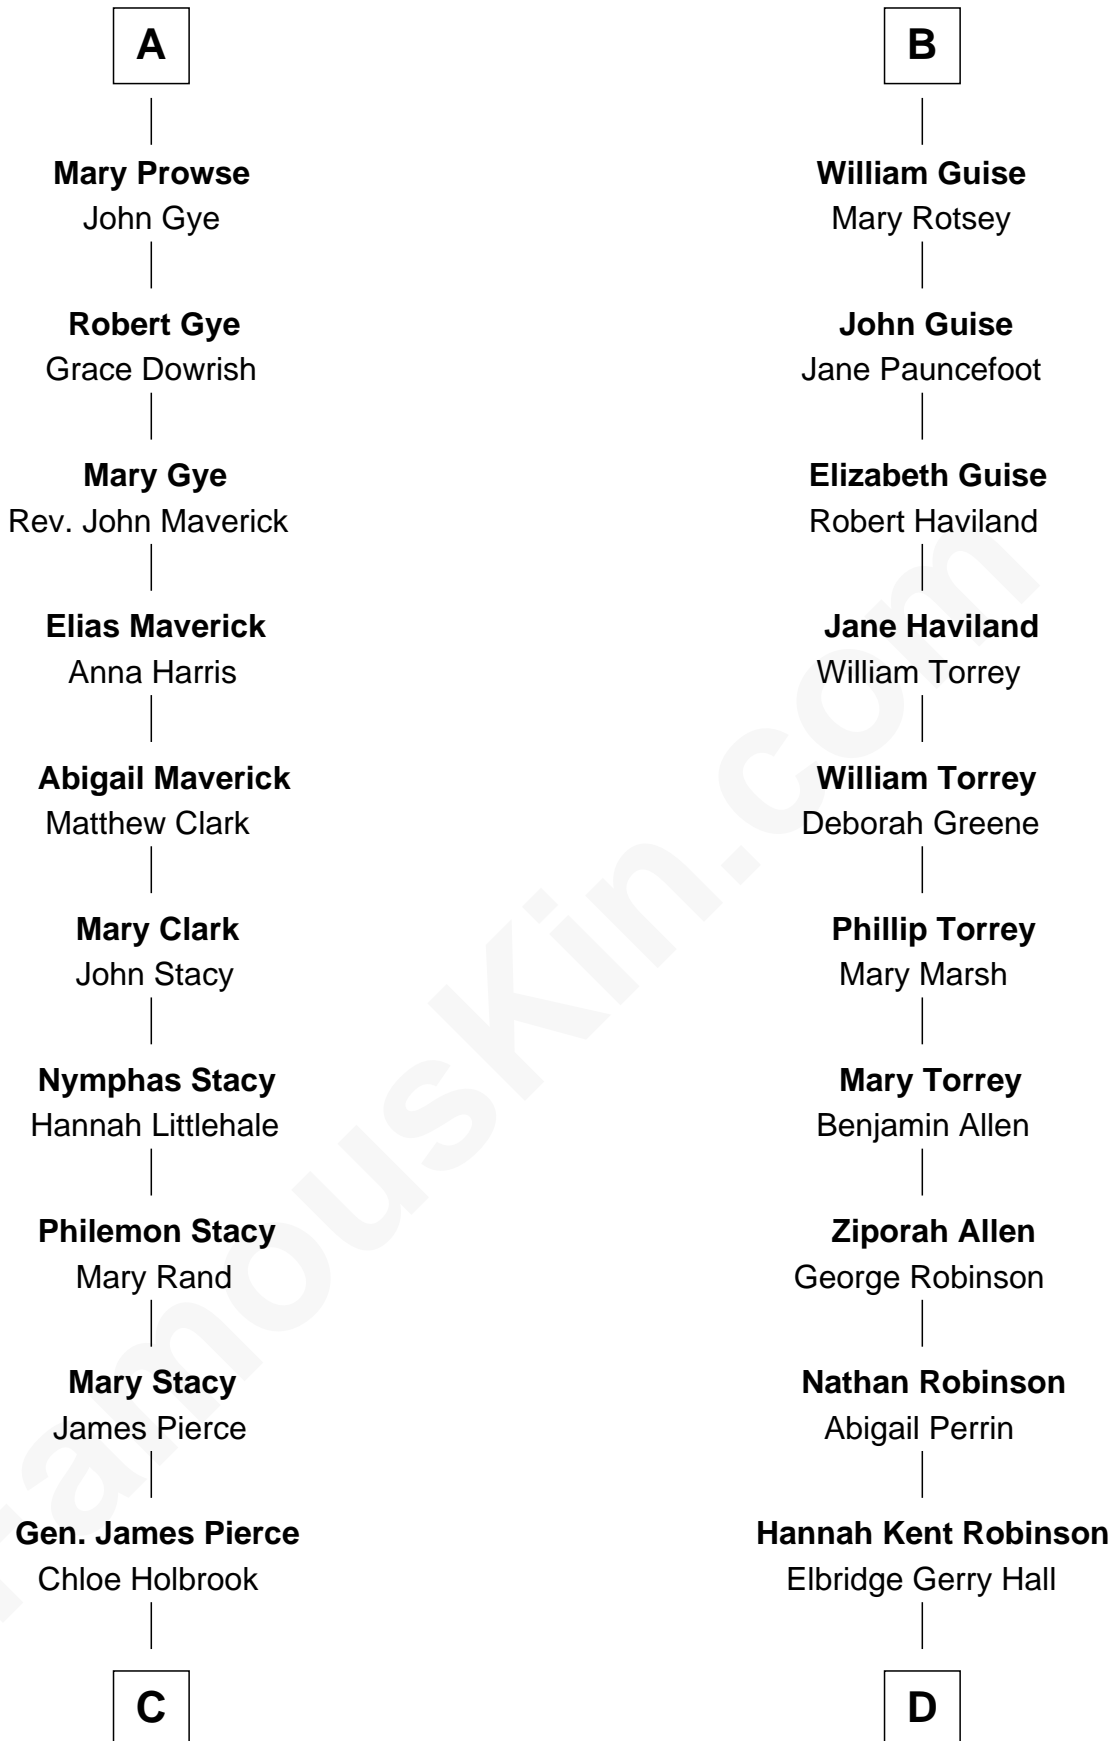 A
Mary Prowse
John Gye
Robert Gye
Grace Dowrish
Mary Gye
Rev. John Maverick
Elias Maverick
Anna Harris
Abigail Maverick
Matthew Clark
Mary Clark
John Stacy
Nymphas Stacy
Hannah Littlehale
Philemon Stacy
Mary Rand
Mary Stacy
James Pierce
Gen. James Pierce
Chloe Holbrook
C
B
William Guise
Mary Rotsey
John Guise
Jane Pauncefoot
Elizabeth Guise
Robert Haviland
Jane Haviland
William Torrey
William Torrey
Deborah Greene
Phillip Torrey
Mary Marsh
Mary Torrey
Benjamin Allen
Ziporah Allen
George Robinson
Nathan Robinson
Abigail Perrin
Hannah Kent Robinson
Elbridge Gerry Hall
D
FamousKin.com